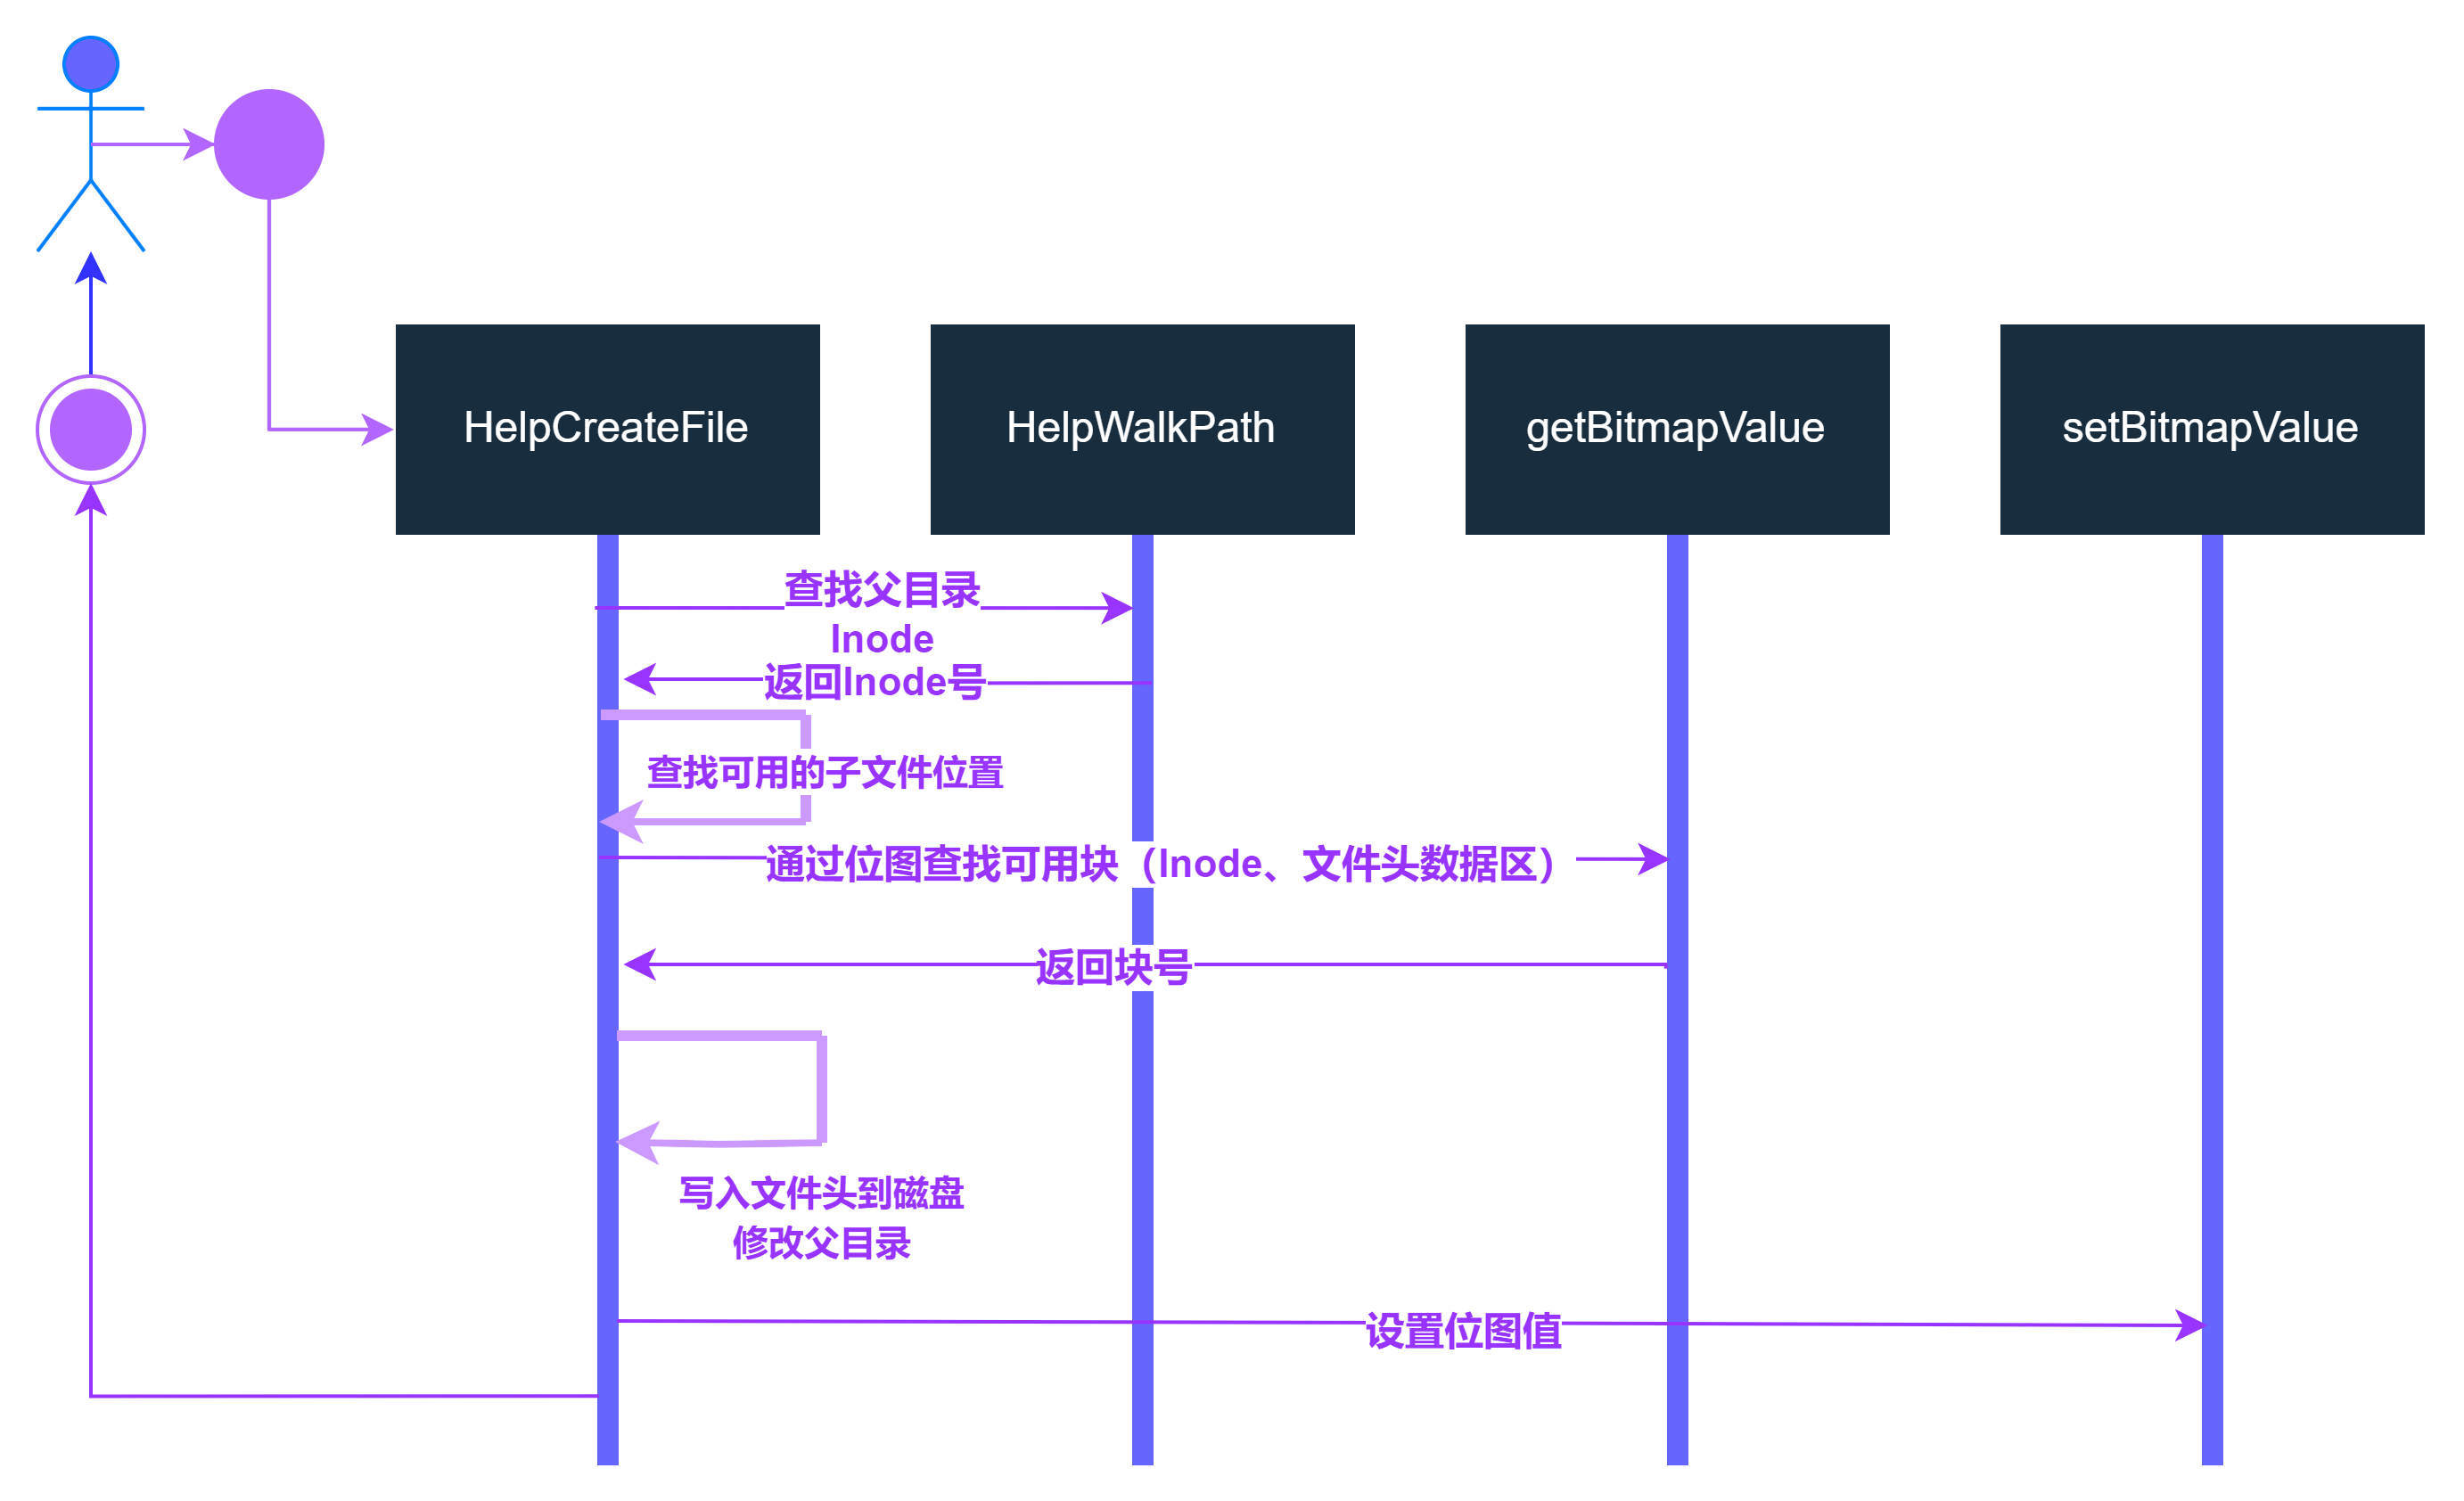 HelpCreateFile
HelpWalkPath
getBitmapValue
setBitmapValue
查找父目录
Inode
返回Inode号
查找可用的子文件位置
通过位图查找可用块（Inode、文件头数据区）
返回块号
写入文件头到磁盘
修改父目录
设置位图值